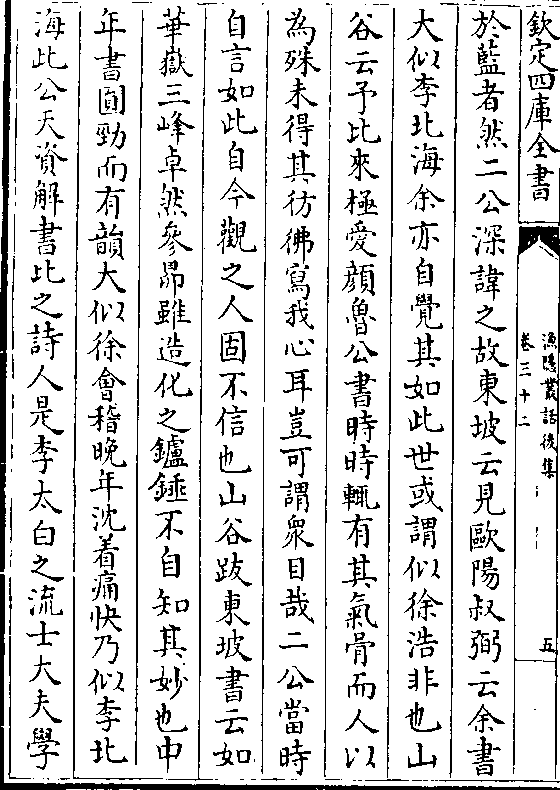 欽定四庫全書
漁隱叢話後集
卷三十二
五
於藍者然二公深諱之故東坡云見歐陽叔弼云余書
大似李北海余亦自覺其如此世或謂似徐浩非也山
谷云予比來極愛顔魯公書時時輒有其氣骨而人以
為殊未得其彷彿寫我心耳豈可謂衆目哉二公當時
自言如此自今觀之人固不信也山谷跋東坡書云如
華嶽三峰卓然參昴雖造化之鑪錘不自知其妙也中
年書圓勁而有韻大似徐會稽晚年沈着痛快乃似李北
海此公天資解書比之詩人是李太白之流士大夫學